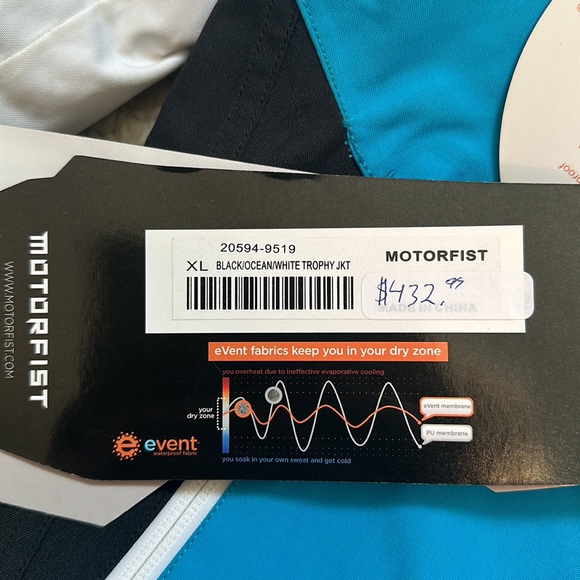 MOTORFIST
WWW.MOTORFIST.COM
20594-9519
XL BLACK/OCEAN/WHITE TROPHY JKT
MOTORFIST
$432.99
MADE IN CHINA
eVent fabrics keep you in your dry zone
you overheat due to ineffective evaporative cooling
your
dry zone
eVent membrane
PU membrane
you soak in your own sweat and get cold
event
waterproof fabric